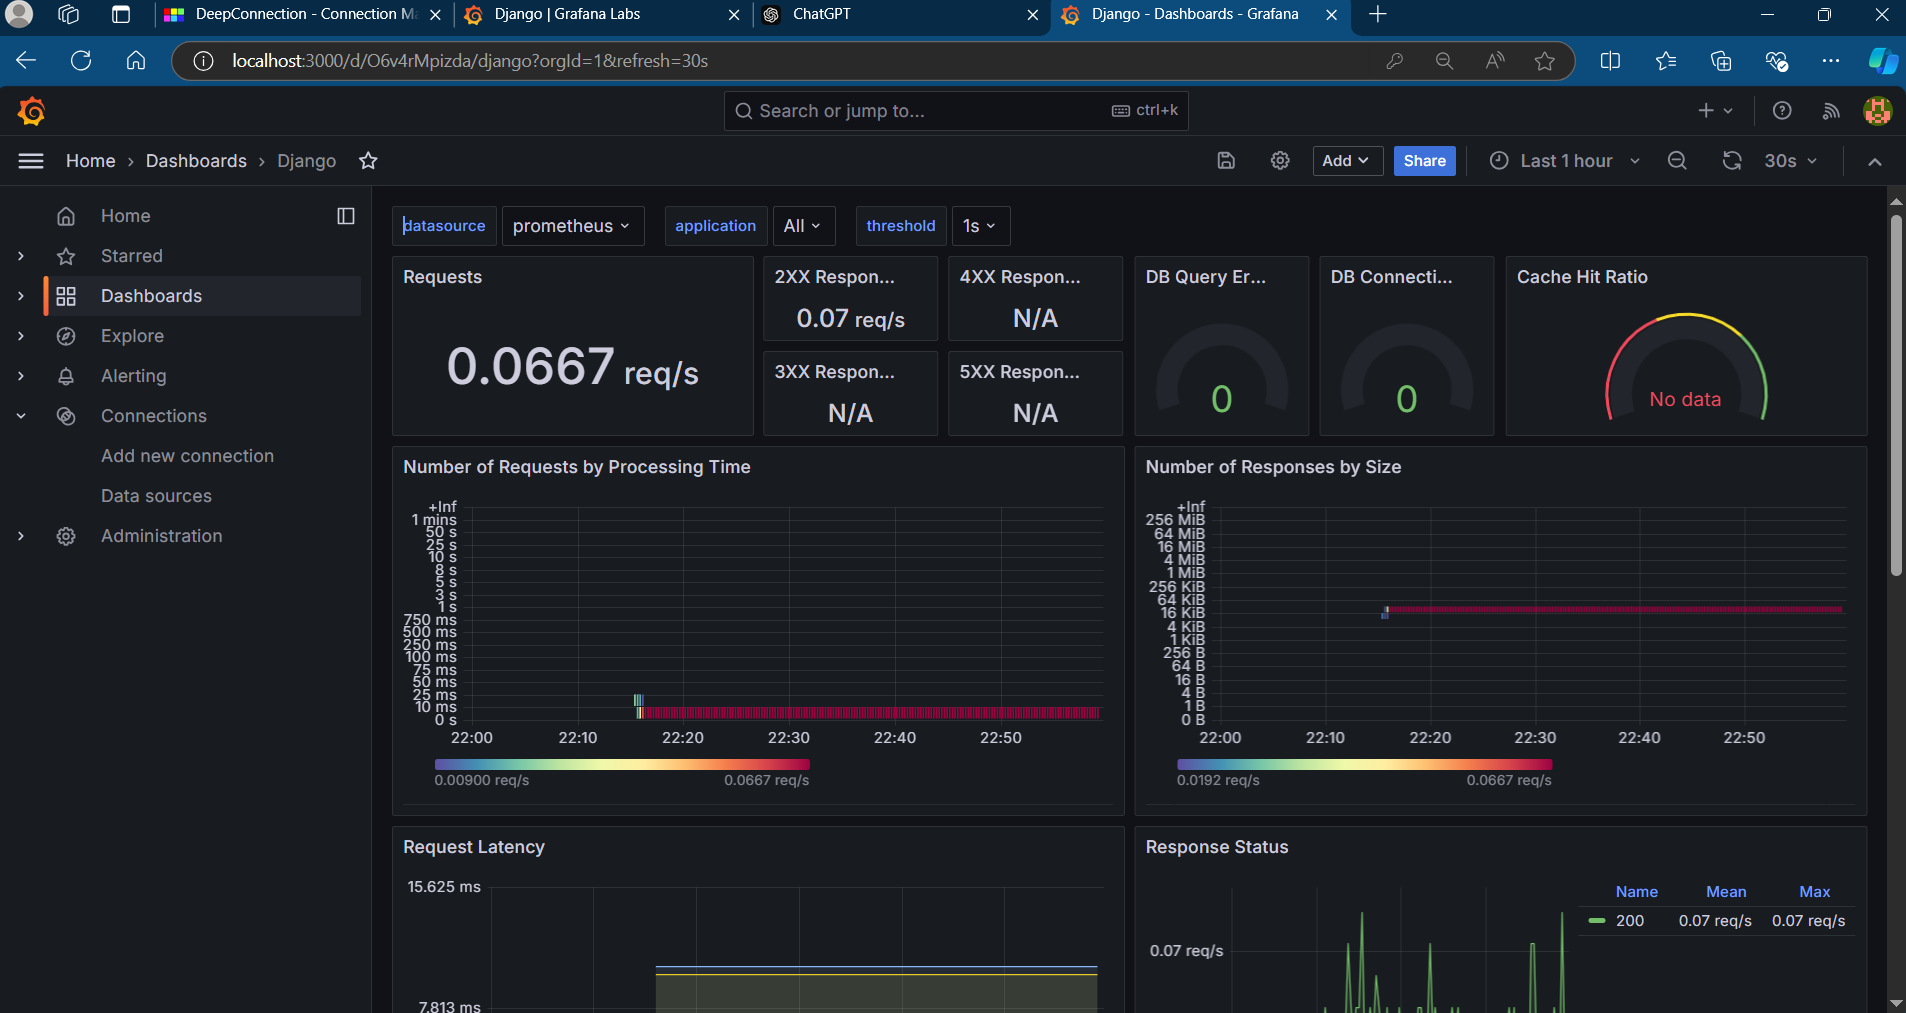 DeepConnection - Connection Ma
Django | Grafana Labs
ChatGPT
Django - Dashboards - Grafana
localhost:3000/d/O6v4rMpizda/django?orgId=1&refresh=30s
Search or jump to...
ctrl+k
Home › Dashboards › Django
Add
Share
Last 1 hour
30s
Home
Starred
Dashboards
Explore
Alerting
Connections
Add new connection
Data sources
Administration
datasource
prometheus
application
All
threshold
1s
Requests
0.0667 req/s
2XX Respon...
0.07 req/s
4XX Respon...
N/A
3XX Respon...
N/A
5XX Respon...
N/A
DB Query Er...
0
DB Connecti...
0
Cache Hit Ratio
No data
Number of Requests by Processing Time
+Inf
1 mins
50 s
25 s
10 s
8 s
5 s
3 s
1 s
750 ms
500 ms
250 ms
100 ms
75 ms
50 ms
25 ms
10 ms
0 s
22:00 22:10 22:20 22:30 22:40 22:50
0.00900 req/s 0.0667 req/s
Number of Responses by Size
+Inf
256 MiB
64 MiB
16 MiB
4 MiB
1 MiB
256 KiB
64 KiB
16 KiB
4 KiB
1 KiB
256 B
64 B
16 B
4 B
1 B
0 B
22:00 22:10 22:20 22:30 22:40 22:50
0.0192 req/s 0.0667 req/s
Request Latency
15.625 ms
7.813 ms
Response Status
0.07 req/s
Name Mean Max
200 0.07 req/s 0.07 req/s